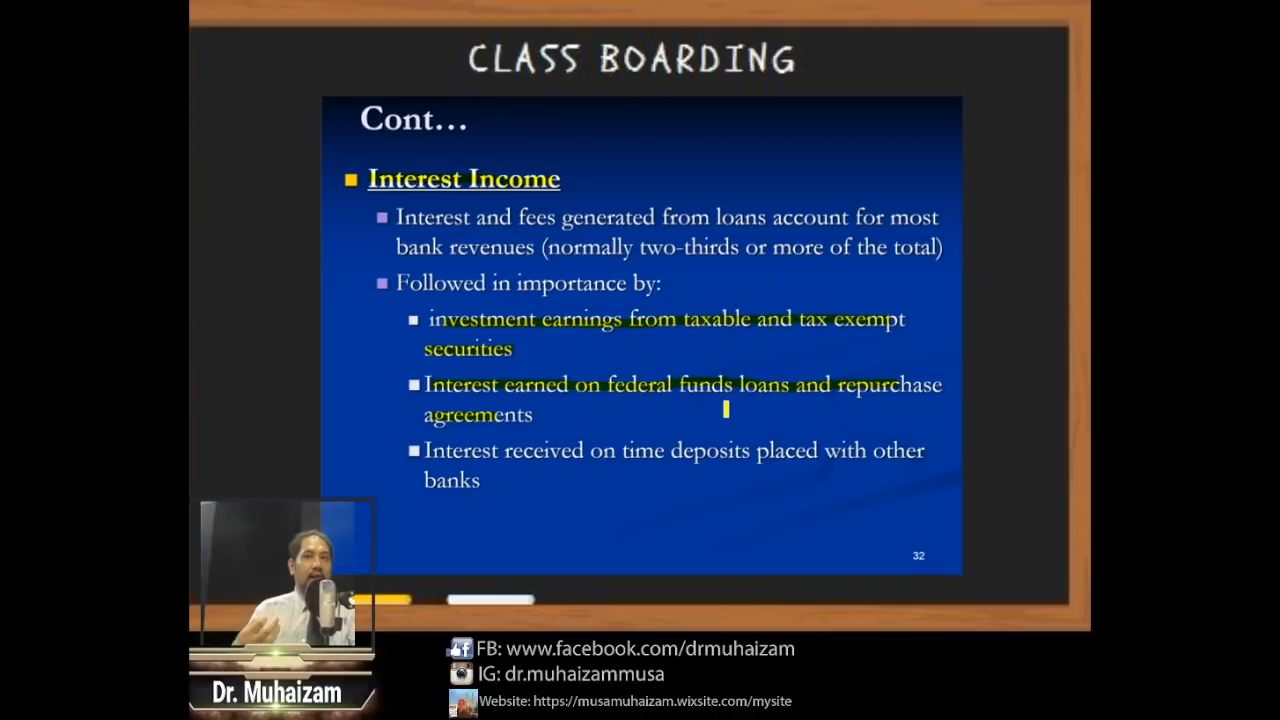 CLASS BOARDING
Cont...
Interest Income
Interest and fees generated from loans account for most
bank revenues (normally two-thirds or more of the total)
Followed in importance by:
investment earnings from taxable and tax exempt
securities
Interest earned on federal funds loans and repurchase
agreements
Interest received on time deposits placed with other
banks
32
Dr. Muhaizam
FB: www.facebook.com/drmuhaizam
IG: dr.muhaizammusa
Website: https://musamuhaizam.wixsite.com/mysite